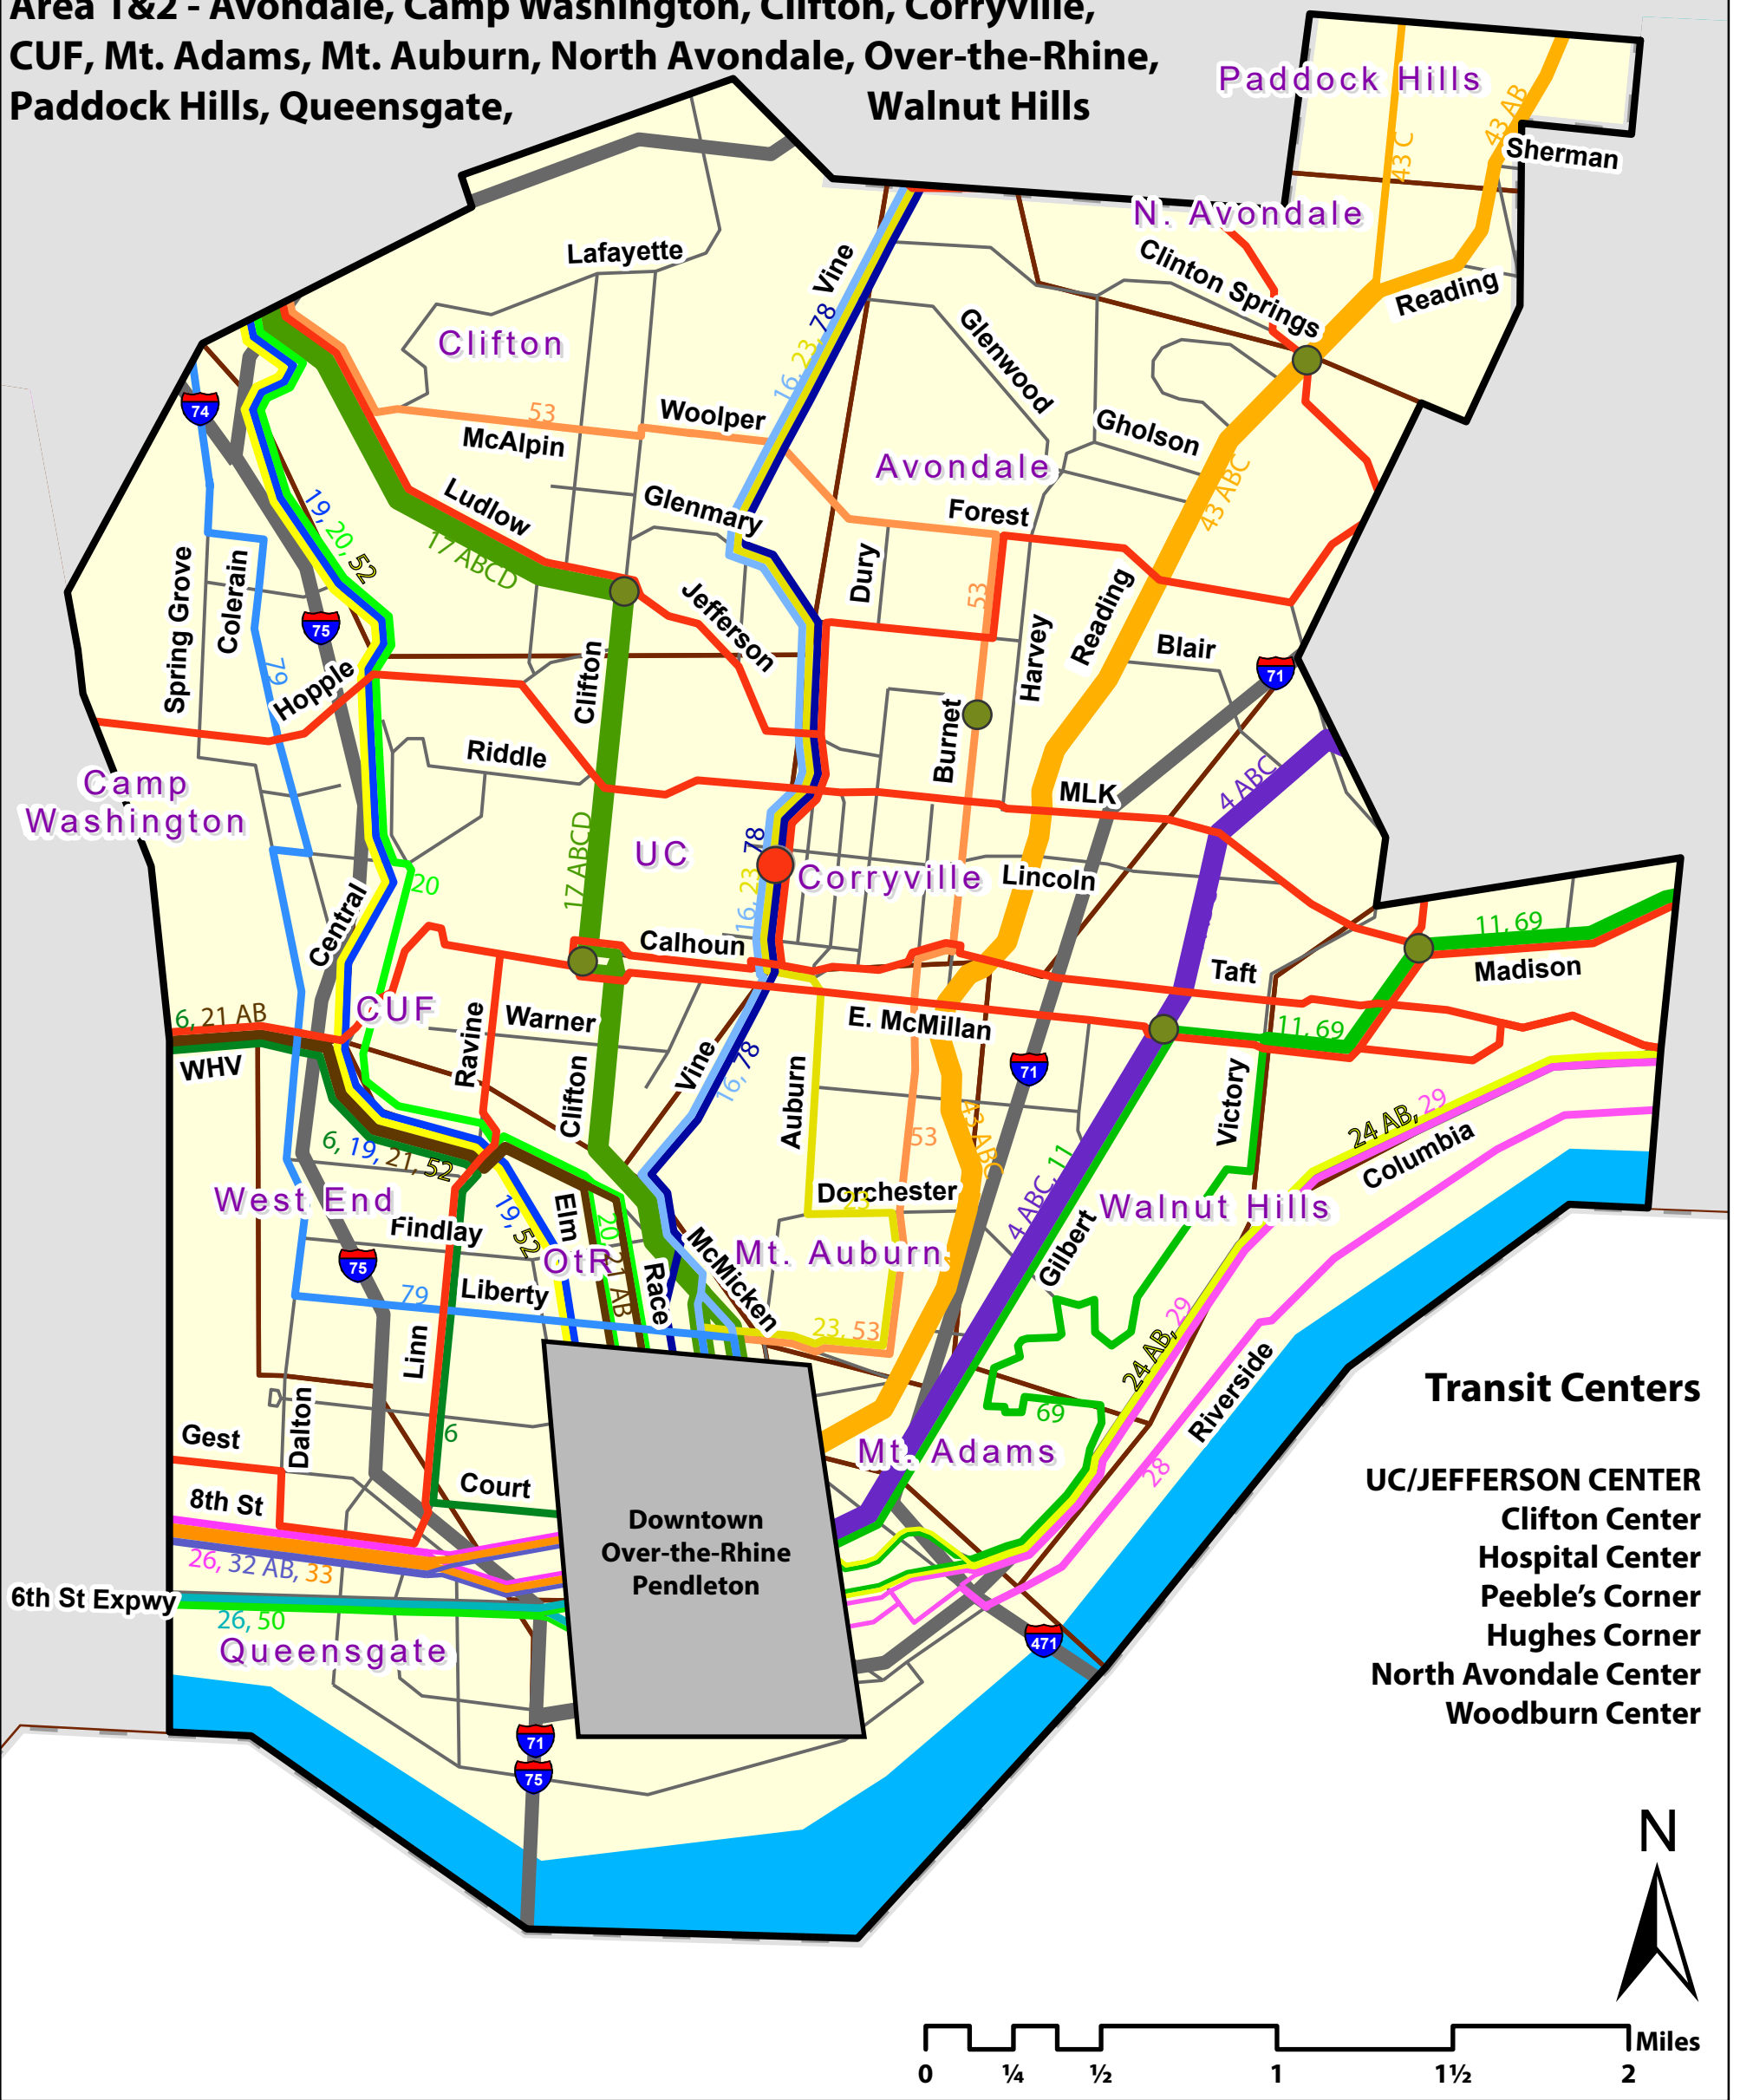 Area 1&2 - Avondale, Camp Washington, Clifton, Corryville,
CUF, Mt. Adams, Mt. Auburn, North Avondale, Over-the-Rhine,
Paddock Hills, Queensgate, Walnut Hills
Paddock Hills
43 AB
43 C
Sherman
N. Avondale
Clinton Springs
Reading
Lafayette
Vine
16, 23, 78
Clifton
Glenwood
74
53
Woolper
McAlpin
Gholson
Avondale
43 ABC
Ludlow
Glenmary
Forest
19, 20, 52
17 ABCD
Spring Grove
Colerain
Dury
53
Jefferson
Reading
75
Harvey
Blair
79
Hopple
Clifton
71
Burnet
Riddle
4 ABC
Camp
Washington
MLK
17 ABCD
UC
78
16, 23,
Corryville
Lincoln
20
Central
Calhoun
11, 69
Taft
Madison
CUF
6, 21 AB
Ravine
Warner
E. McMillan
11, 69
WHV
Vine
16, 78
Auburn
71
Victory
Clifton
24 AB, 29
Columbia
6, 19, 21, 52
53
43 ABC
4 ABC, 11
West End
19, 52
Elm
Dorchester
23
Walnut Hills
Findlay
20, 21 AB
OtR
McMicken
Mt. Auburn
Gilbert
75
Race
79
Liberty
23, 53
24 AB, 29
Linn
Riverside
Transit Centers
Dalton
69
Gest
6
Mt. Adams
28
Court
8th St
UC/JEFFERSON CENTER
Clifton Center
Hospital Center
Peeble's Corner
Hughes Corner
North Avondale Center
Woodburn Center
Downtown
Over-the-Rhine
Pendleton
26, 32 AB, 33
6th St Expwy
26, 50
Queensgate
471
71
75
N
Miles
0 ¼ ½ 1 1½ 2